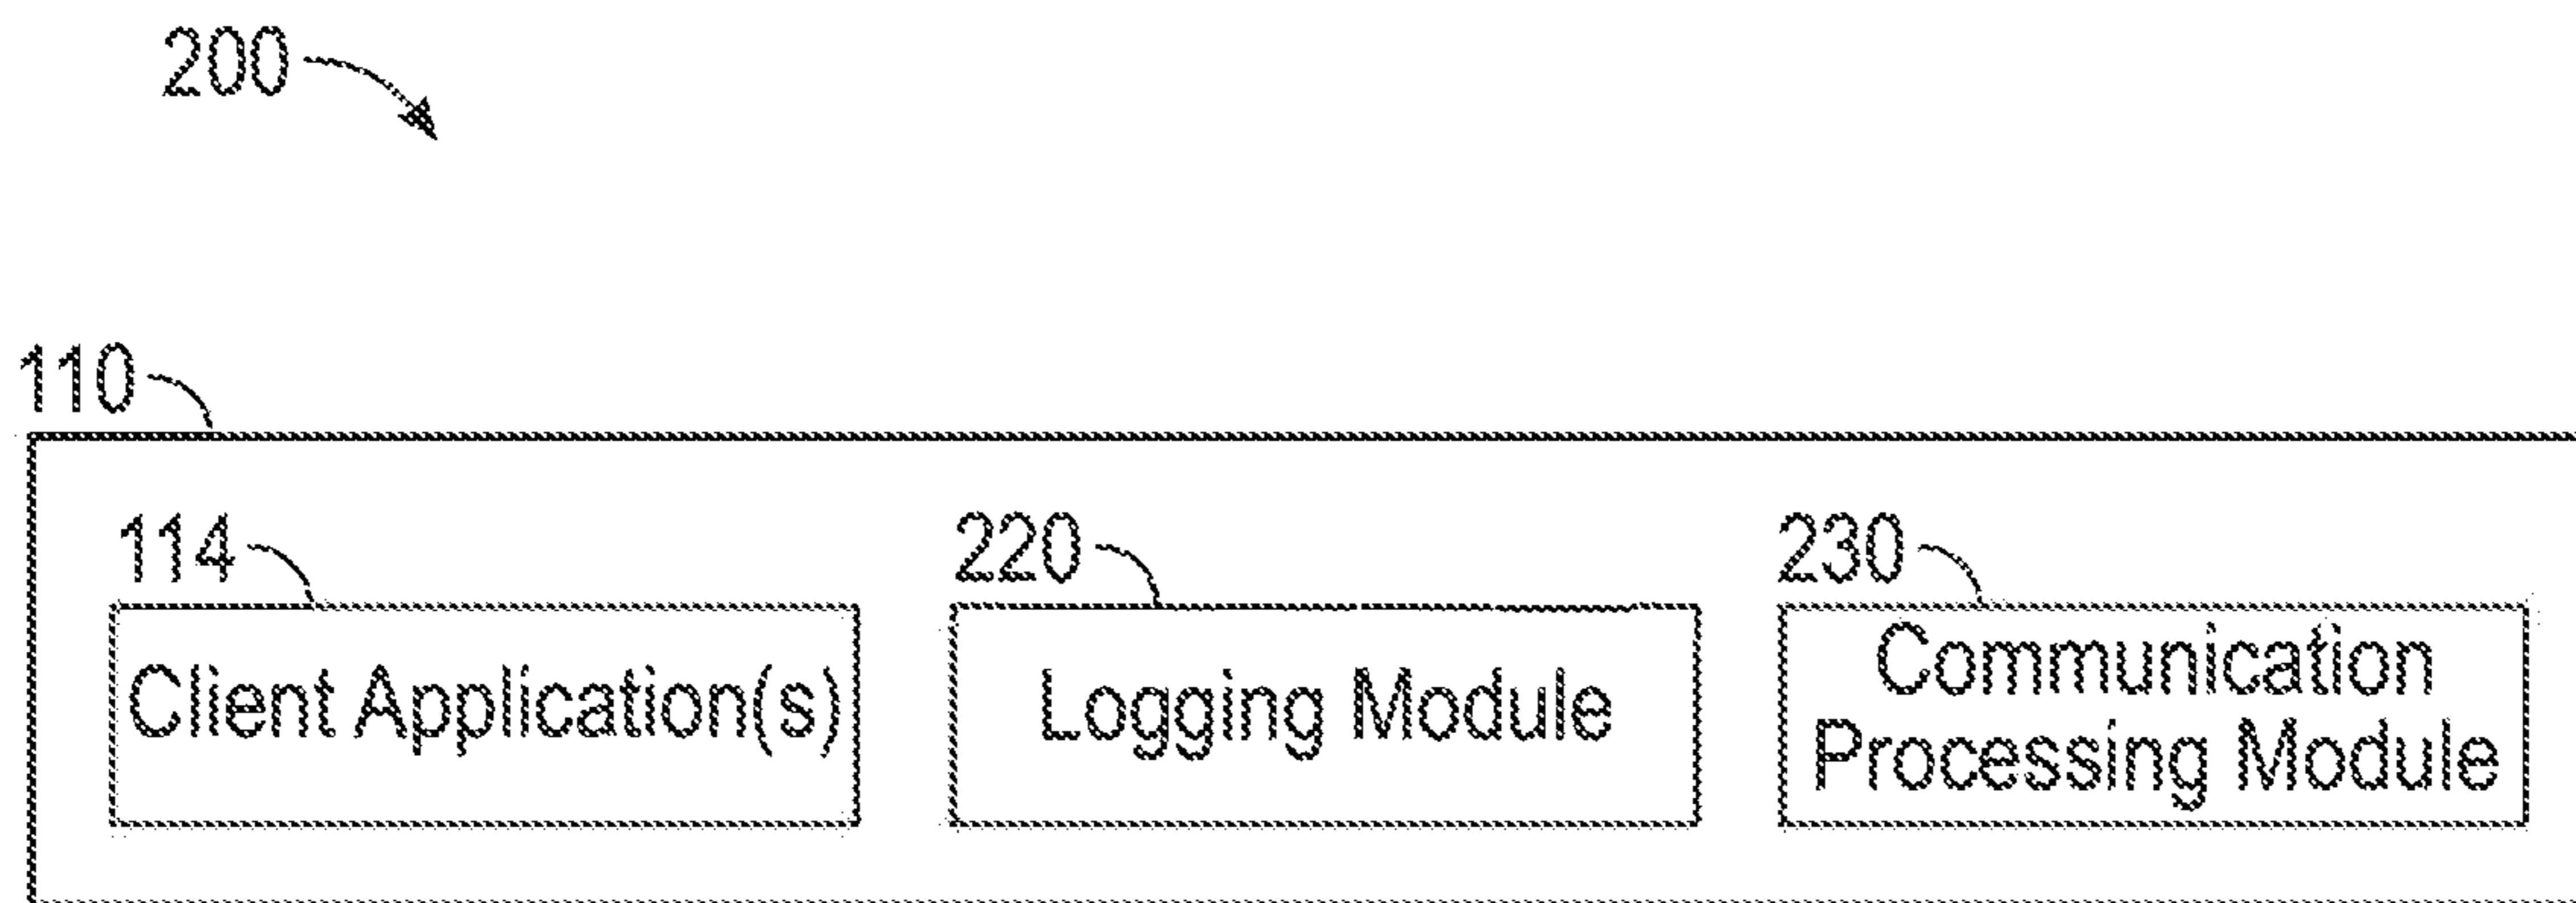 200
110
114
220
230
Client Application(s)
Logging Module
Communication
Processing Module